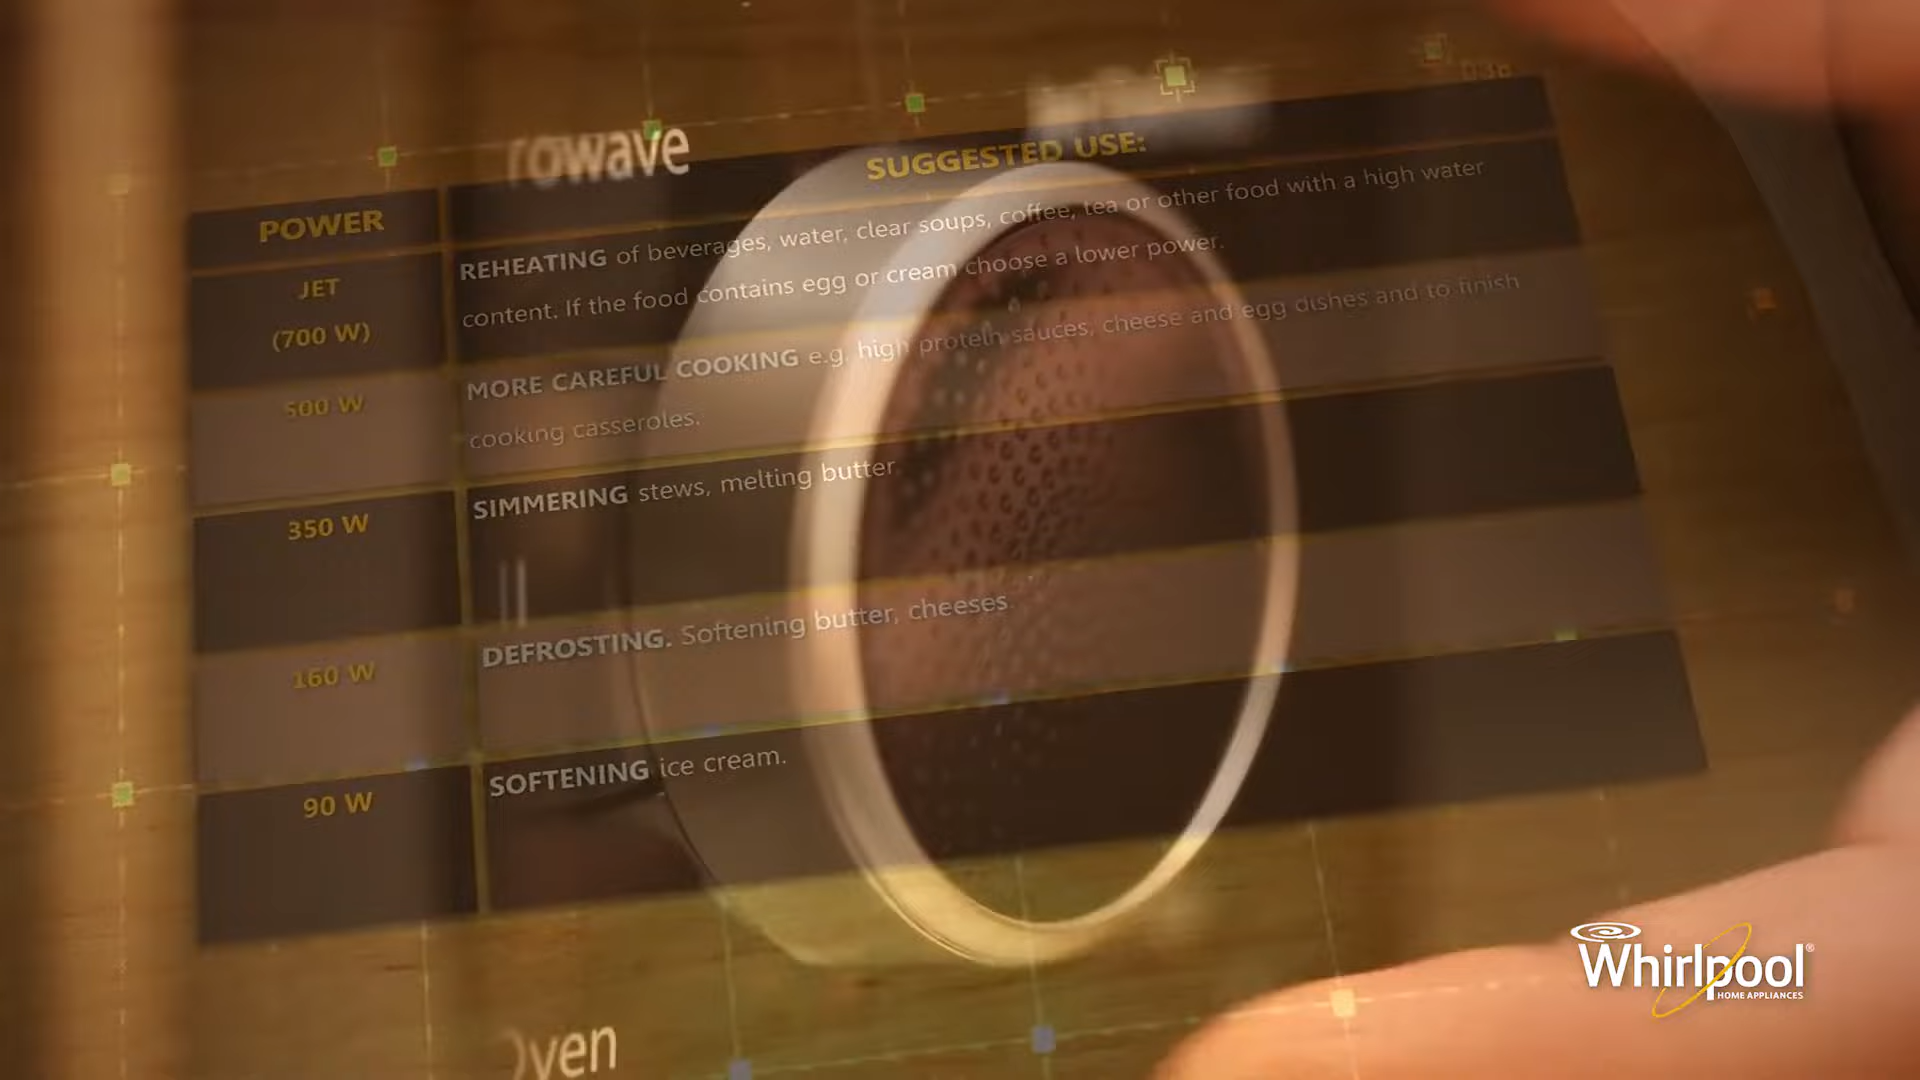 rowave
SUGGESTED USE:
POWER
JET
(700 W)
REHEATING of beverages, water, clear soups, coffee, tea or other food with a high water
content. If the food contains egg or cream choose a lower power.
500 W
MORE CAREFUL COOKING e.g. high protein sauces, cheese and egg dishes and to finish
cooking casseroles.
350 W
SIMMERING stews, melting butter.
160 W
DEFROSTING. Softening butter, cheeses.
90 W
SOFTENING ice cream.
Oven
Whirlpool®
HOME APPLIANCES